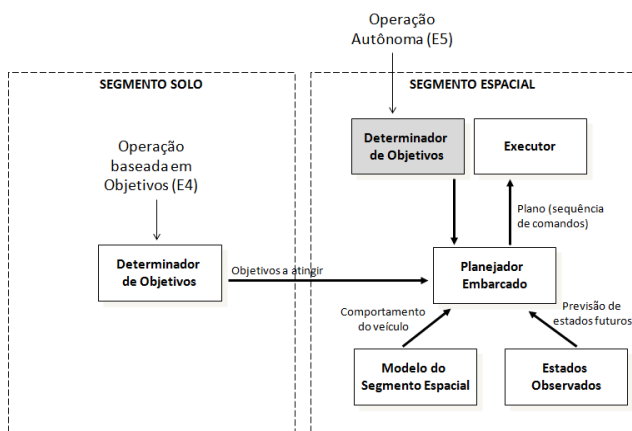 Operação
Autônoma (E5)
SEGMENTO SOLO
SEGMENTO ESPACIAL
Operação
baseada em
Objetivos (E4)
Determinador
de Objetivos
Executor
Plano (sequência
de comandos)
Determinador
de Objetivos
Objetivos a atingir
Planejador
Embarcado
Comportamento
do veículo
Previsão de
estados futuros
Modelo do
Segmento Espacial
Estados
Observados